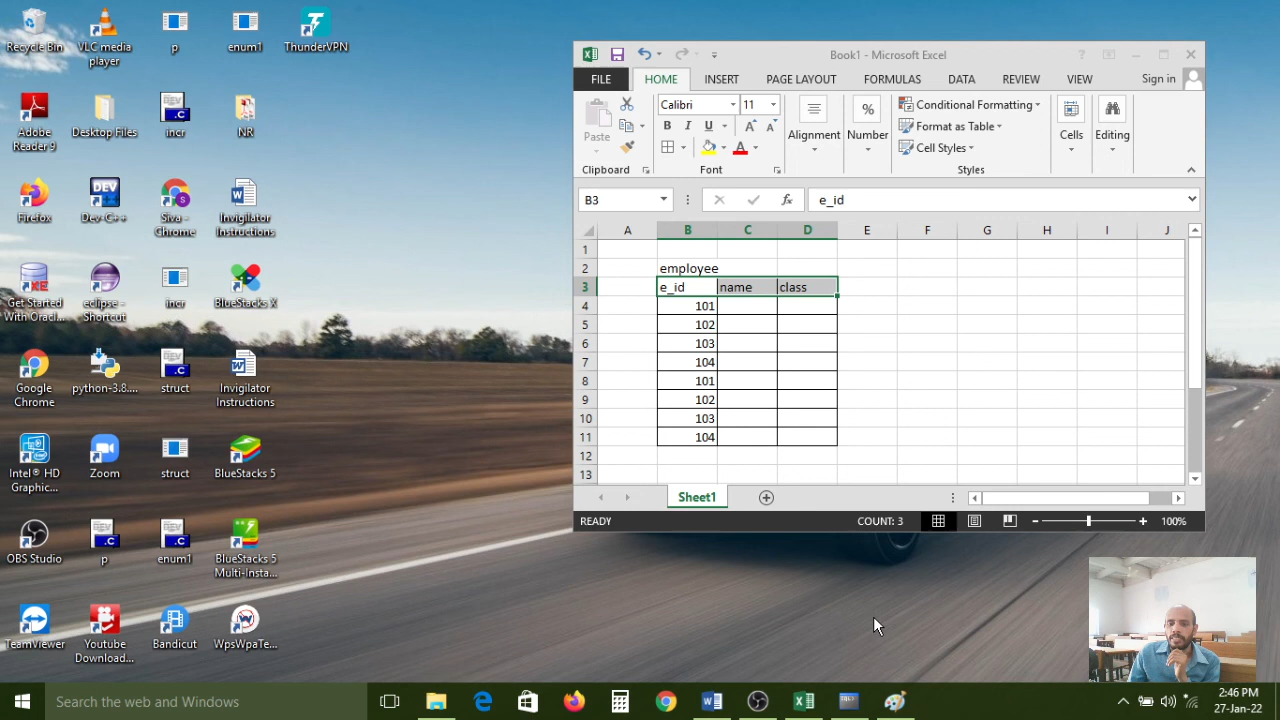 Recycle Bin
VLC media
player
p
enum1
ThunderVPN
Adobe
Reader 9
Desktop Files
incr
NR
Firefox
Dev-C++
Siva -
Chrome
Invigilator
Instructions
Get Started
With Oracl...
eclipse -
Shortcut
incr
BlueStacks X
Google
Chrome
python-3.8....
struct
Invigilator
Instructions
Intel® HD
Graphic...
Zoom
struct
BlueStacks 5
OBS Studio
p
enum1
BlueStacks 5
Multi-Insta...
TeamViewer
Youtube
Download...
Bandicut
WpsWpaTe...
Book1 - Microsoft Excel
FILE HOME INSERT PAGE LAYOUT FORMULAS DATA REVIEW VIEW Sign in
Paste
Calibri 11
B I U A A
A
Alignment
%
Number
Conditional Formatting
Format as Table
Cell Styles
Cells
Editing
Clipboard Font Styles
B3 fx e_id
A B C D E F G H I J
1
2 employee
3 e_id name class
4 101
5 102
6 103
7 104
8 101
9 102
10 103
11 104
12
13
Sheet1
READY COUNT: 3 100%
Search the web and Windows
2:46 PM
27-Jan-22